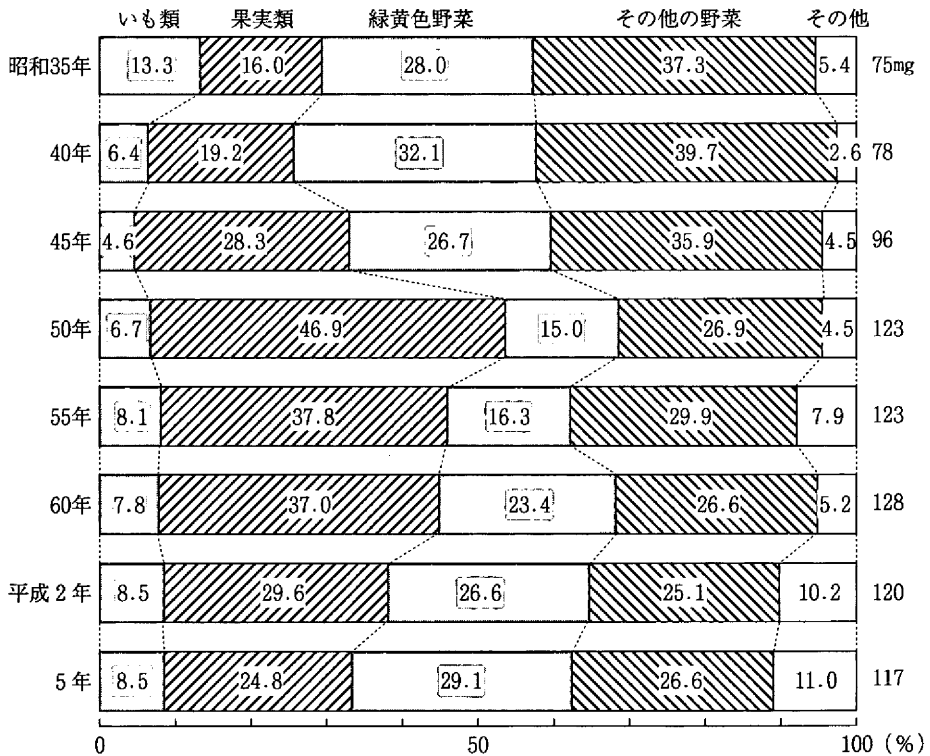 いも類 果実類 緑黄色野菜 その他の野菜 その他
昭和35年 13.3 16.0 28.0 37.3 5.4 75mg
40年 6.4 19.2 32.1 39.7 2.6 78
45年 4.6 28.3 26.7 35.9 4.5 96
50年 6.7 46.9 15.0 26.9 4.5 123
55年 8.1 37.8 16.3 29.9 7.9 123
60年 7.8 37.0 23.4 26.6 5.2 128
平成2年 8.5 29.6 26.6 25.1 10.2 120
5年 8.5 24.8 29.1 26.6 11.0 117
0 50 100 (%)